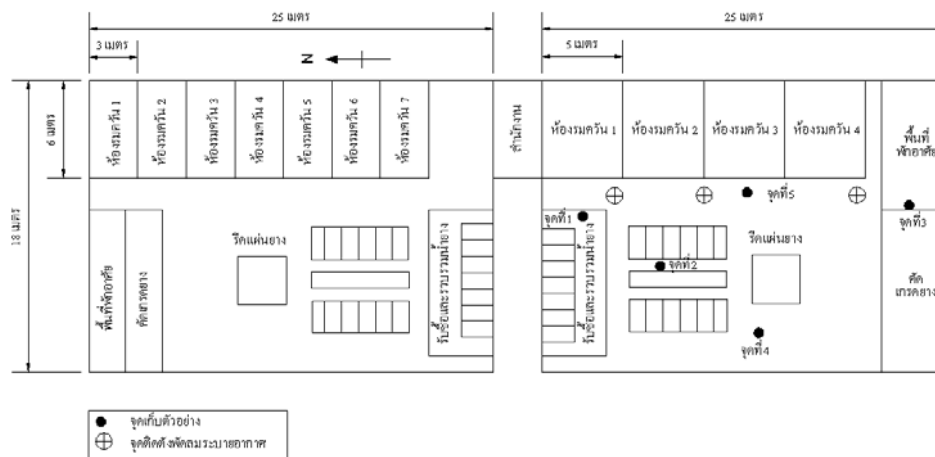 25 เมตร
25 เมตร
3 เมตร
N
5 เมตร
6 เมตร
18 เมตร
ห้องรมควัน 1
ห้องรมควัน 2
ห้องรมควัน 3
ห้องรมควัน 4
ห้องรมควัน 5
ห้องรมควัน 6
ห้องรมควัน 7
สำนักงาน
ห้องรมควัน 1
ห้องรมควัน 2
ห้องรมควัน 3
ห้องรมควัน 4
พื้นที่
พักอาศัย
จุดที่5
จุดที่1
จุดที่3
รีดแผ่นยาง
รีดแผ่นยาง
จุดที่2
พื้นที่พักอาศัย
คัดเกรดยาง
รับซื้อและรวบรวมน้ำยาง
รับซื้อและรวบรวมน้ำยาง
คัด
เกรดยาง
จุดที่4
จุดเก็บตัวอย่าง
จุดติดตั้งพัดลมระบายอากาศ